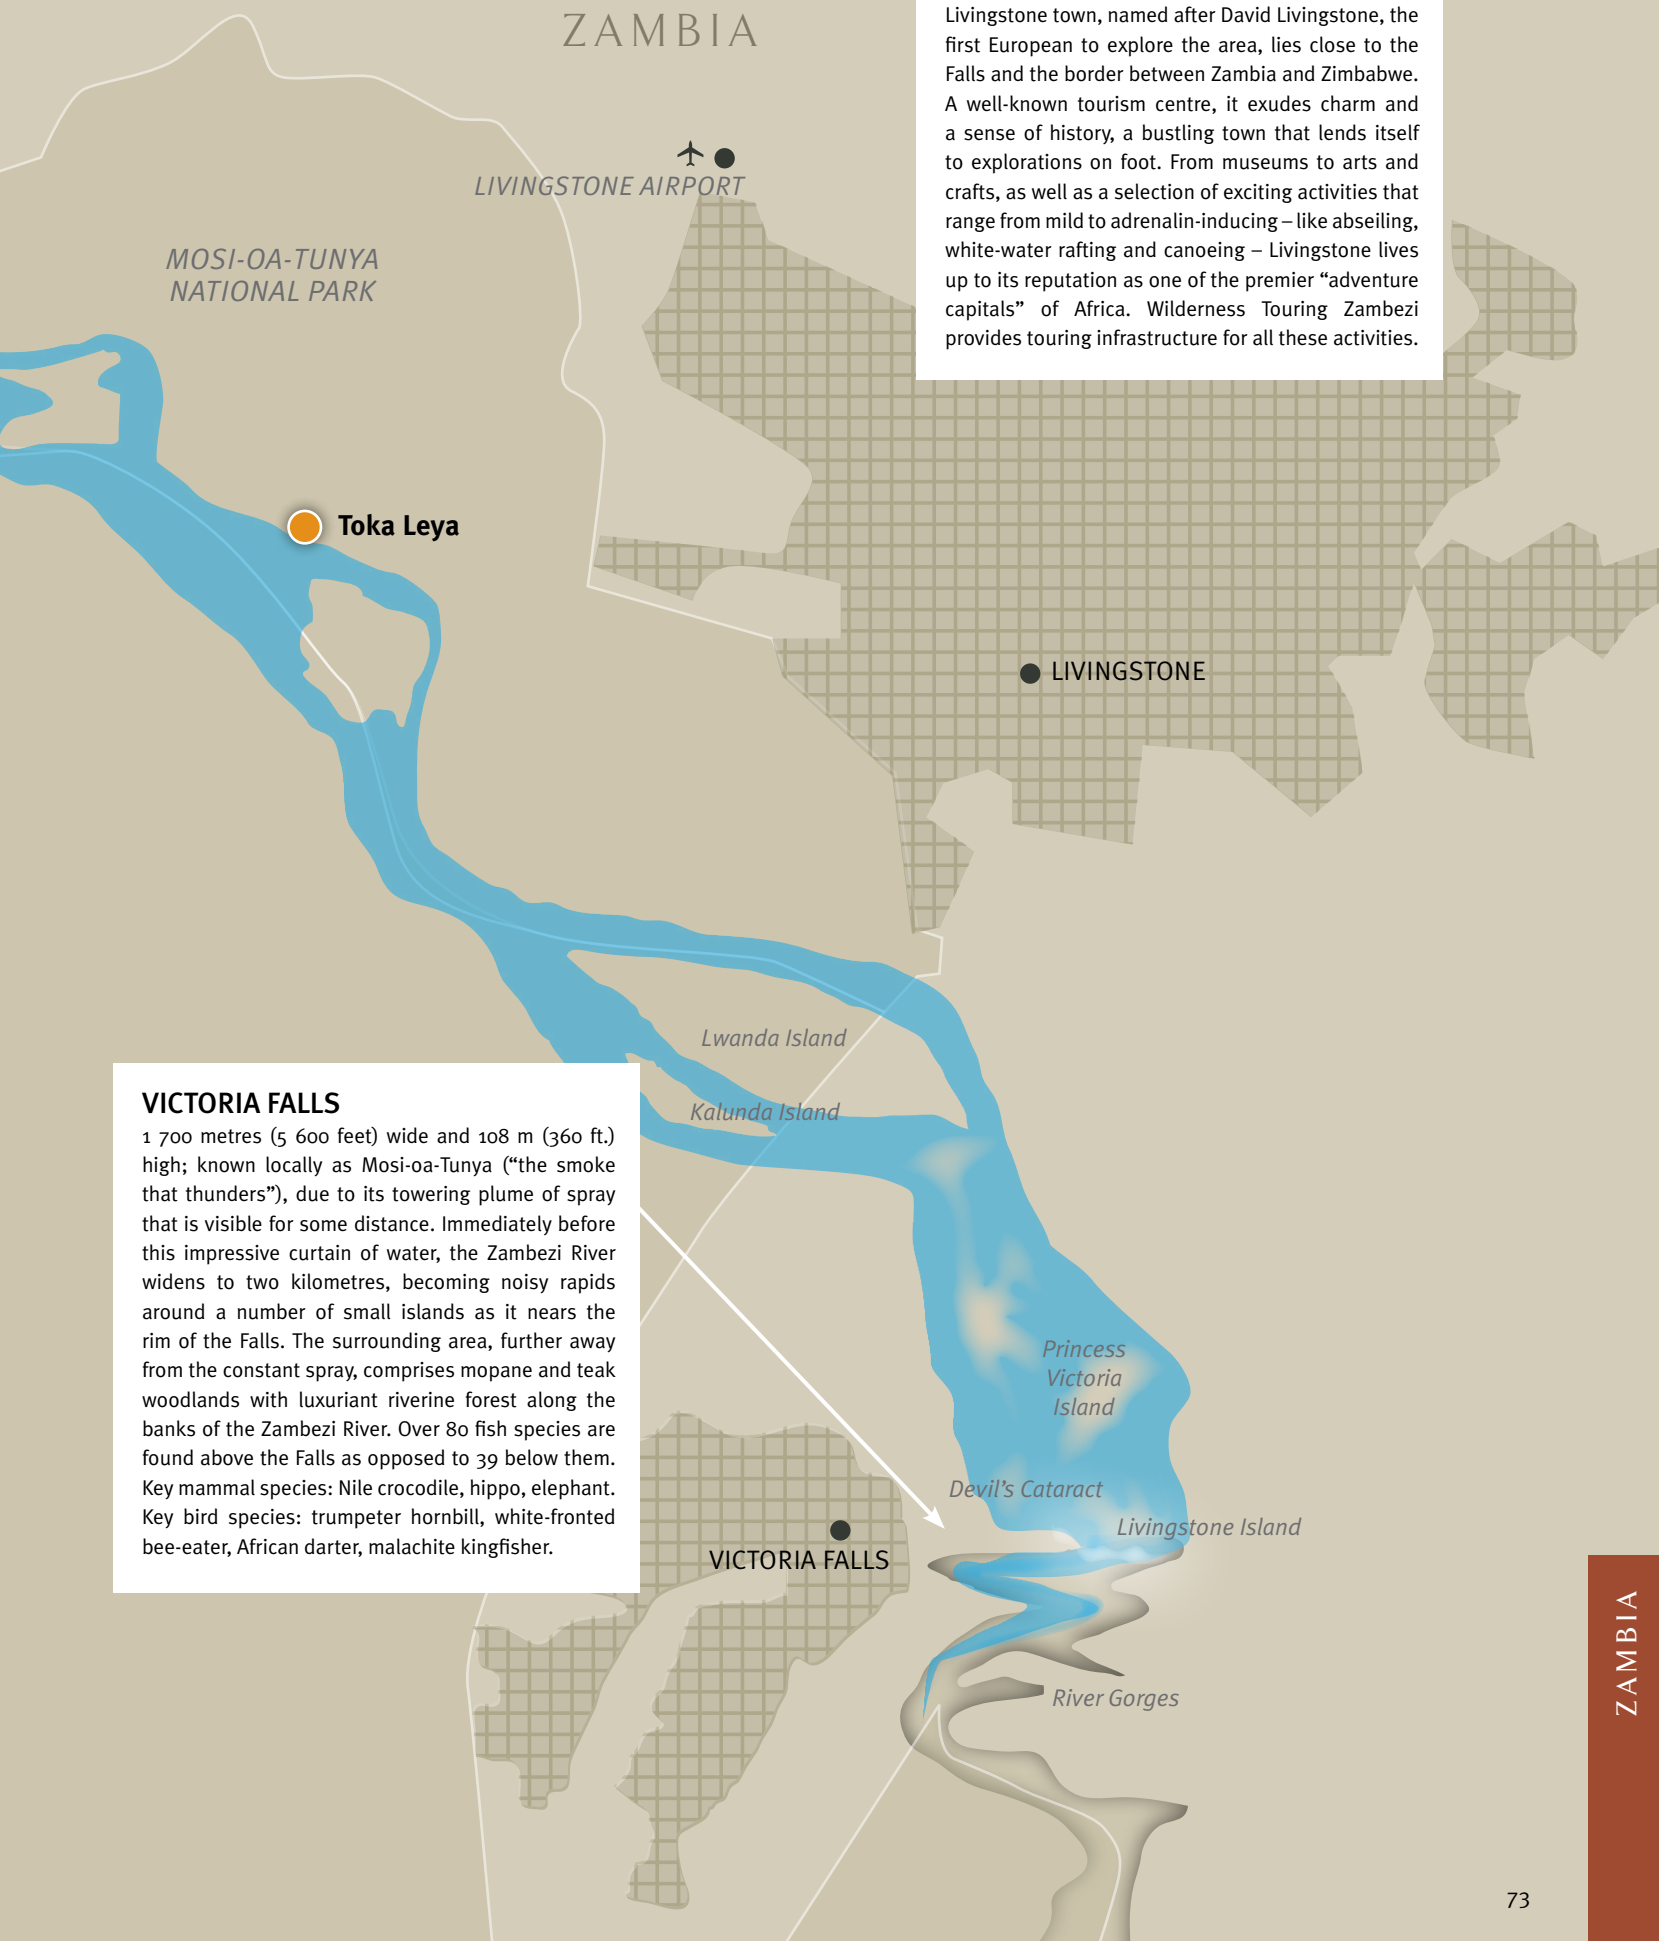 ZAMBIA
Livingstone town, named after David Livingstone, the
first European to explore the area, lies close to the
Falls and the border between Zambia and Zimbabwe.
A well-known tourism centre, it exudes charm and
a sense of history, a bustling town that lends itself
to explorations on foot. From museums to arts and
crafts, as well as a selection of exciting activities that
range from mild to adrenalin-inducing – like abseiling,
white-water rafting and canoeing – Livingstone lives
up to its reputation as one of the premier “adventure
capitals” of Africa. Wilderness Touring Zambezi
provides touring infrastructure for all these activities.
LIVINGSTONE AIRPORT
MOSI-OA-TUNYA
NATIONAL PARK
Toka Leya
LIVINGSTONE
Lwanda Island
Kalunda Island
VICTORIA FALLS
1 700 metres (5 600 feet) wide and 108 m (360 ft.)
high; known locally as Mosi-oa-Tunya (“the smoke
that thunders”), due to its towering plume of spray
that is visible for some distance. Immediately before
this impressive curtain of water, the Zambezi River
widens to two kilometres, becoming noisy rapids
around a number of small islands as it nears the
rim of the Falls. The surrounding area, further away
from the constant spray, comprises mopane and teak
woodlands with luxuriant riverine forest along the
banks of the Zambezi River. Over 80 fish species are
found above the Falls as opposed to 39 below them.
Key mammal species: Nile crocodile, hippo, elephant.
Key bird species: trumpeter hornbill, white-fronted
bee-eater, African darter, malachite kingfisher.
Princess
Victoria
Island
Devil’s Cataract
Livingstone Island
VICTORIA FALLS
River Gorges
ZAMBIA
73